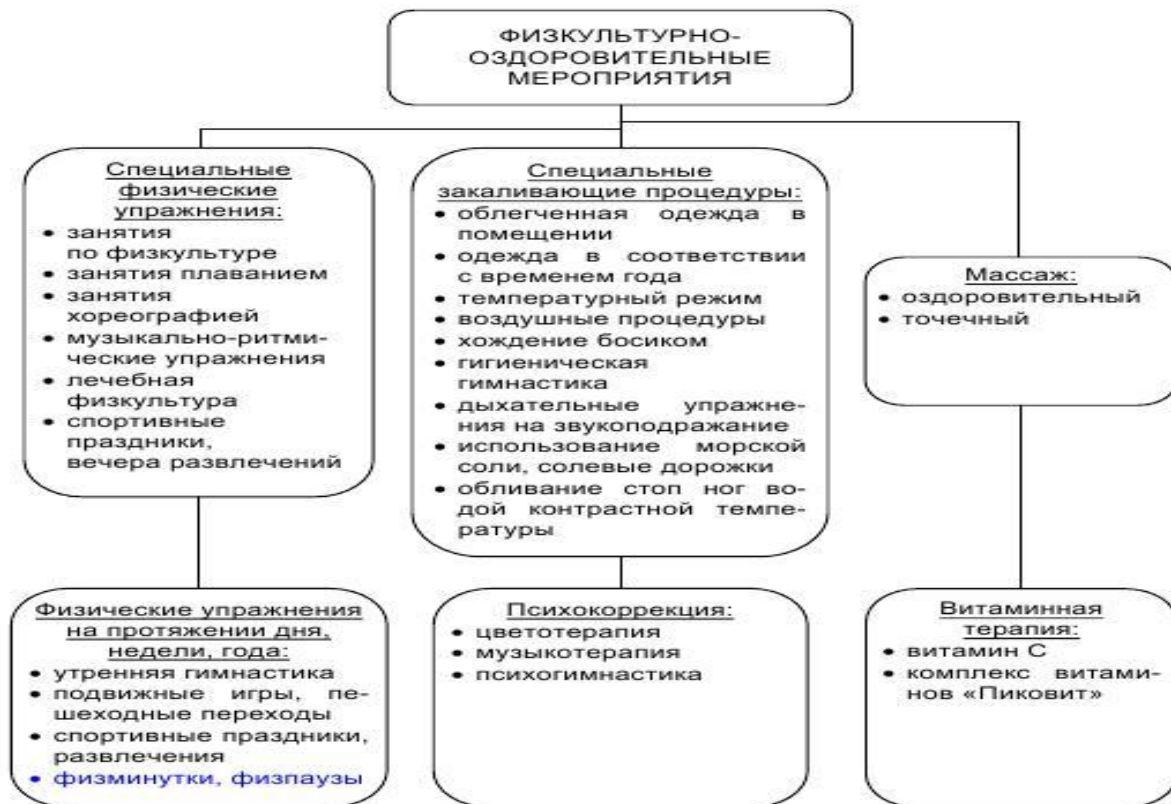 ФИЗКУЛЬТУРНО-
ОЗДОРОВИТЕЛЬНЫЕ
МЕРОПРИЯТИЯ
Специальные
физические
упражнения:
• занятия
по физкультуре
• занятия плаванием
• занятия
хореографией
• музыкально-ритми-
ческие упражнения
• лечебная
физкультура
• спортивные
праздники,
вечера развлечений
Специальные
закаливающие процедуры:
• облегченная одежда в
помещении
• одежда в соответствии
с временем года
• температурный режим
• воздушные процедуры
• хождение босиком
• гигиеническая
гимнастика
• дыхательные упражне-
ния на звукоподражание
• использование морской
соли, солевые дорожки
• обливание стоп ног во-
дой контрастной темпе-
ратуры
Массаж:
• оздоровительный
• точечный
Физические упражнения
на протяжении дня,
недели, года:
• утренняя гимнастика
• подвижные игры, пе-
шеходные переходы
• спортивные праздники,
развлечения
• физминутки, физпаузы
Психокоррекция:
• цветотерапия
• музыкотерапия
• психогимнастика
Витаминная
терапия:
• витамин С
• комплекс витами-
нов «Пиковит»